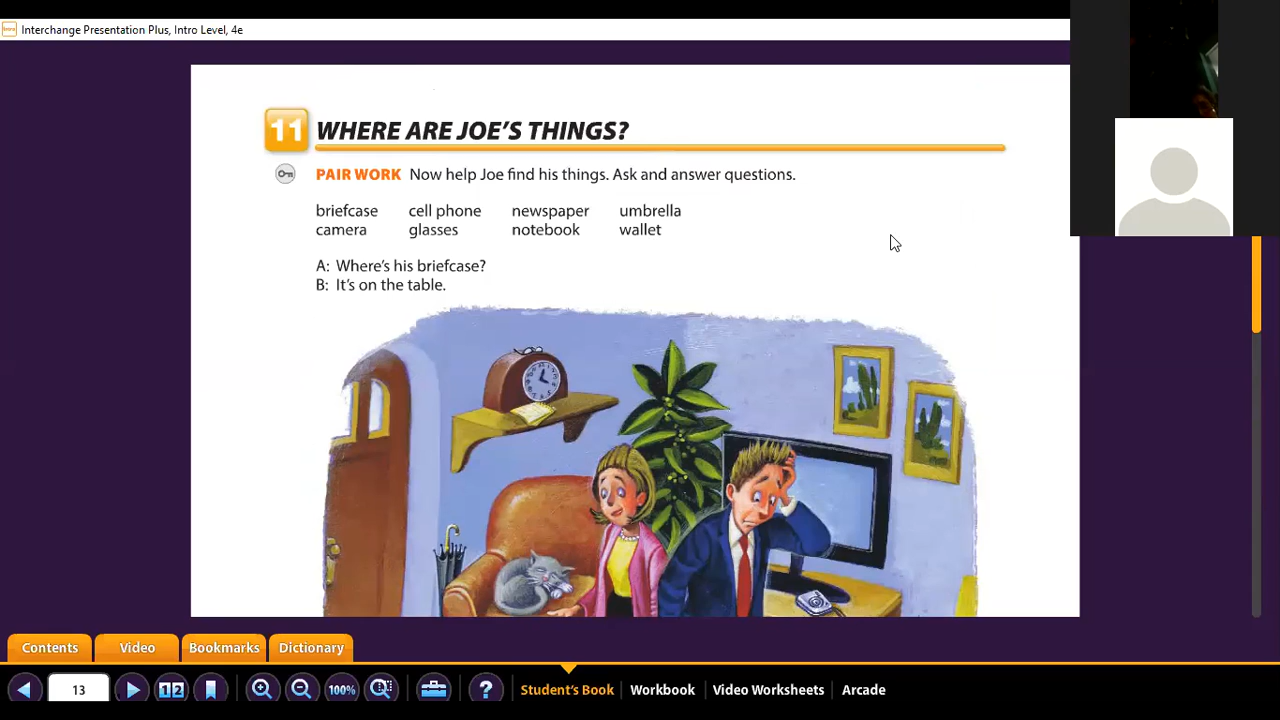 Interchange Presentation Plus, Intro Level, 4e
11 WHERE ARE JOE'S THINGS?
PAIR WORK Now help Joe find his things. Ask and answer questions.
briefcase cell phone newspaper umbrella
camera glasses notebook wallet
A: Where's his briefcase?
B: It's on the table.
Contents Video Bookmarks Dictionary
13 12 100% ? Student's Book Workbook Video Worksheets Arcade